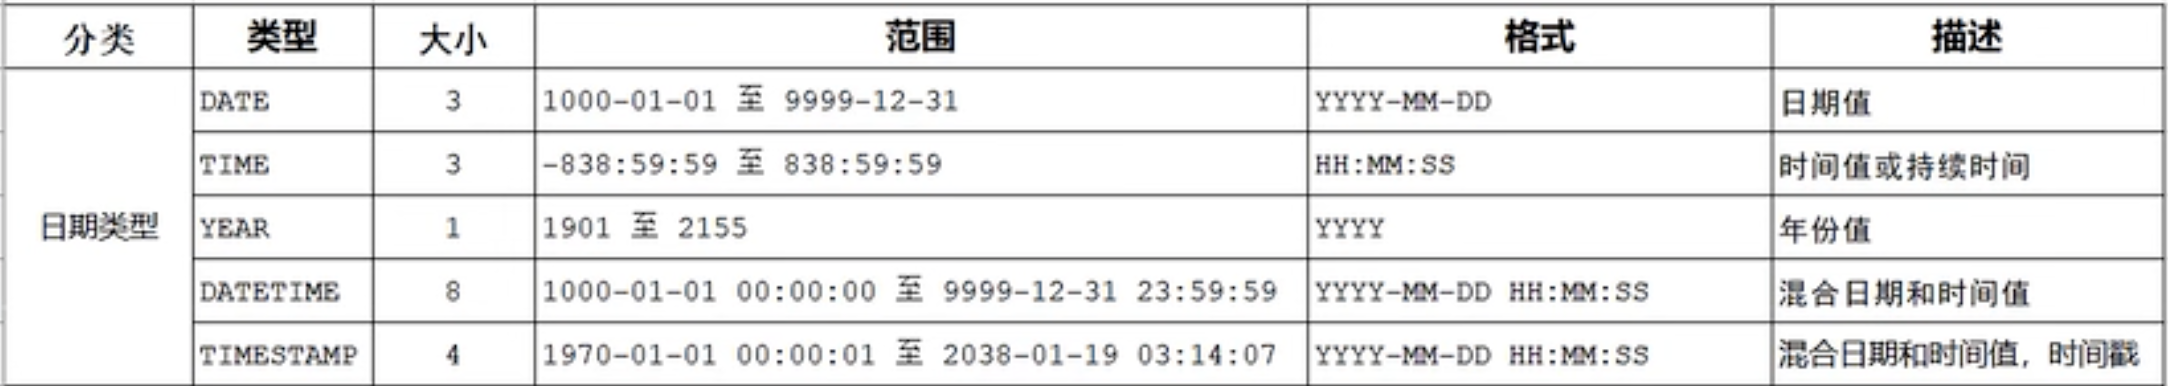 分类 类型 大小 范围 格式 描述
DATE 3 1000-01-01 至 9999-12-31 YYYY-MM-DD 日期值
TIME 3 -838:59:59 至 838:59:59 HH:MM:SS 时间值或持续时间
日期类型 YEAR 1 1901 至 2155 YYYY 年份值
DATETIME 8 1000-01-01 00:00:00 至 9999-12-31 23:59:59 YYYY-MM-DD HH:MM:SS 混合日期和时间值
TIMESTAMP 4 1970-01-01 00:00:01 至 2038-01-19 03:14:07 YYYY-MM-DD HH:MM:SS 混合日期和时间值，时间戳